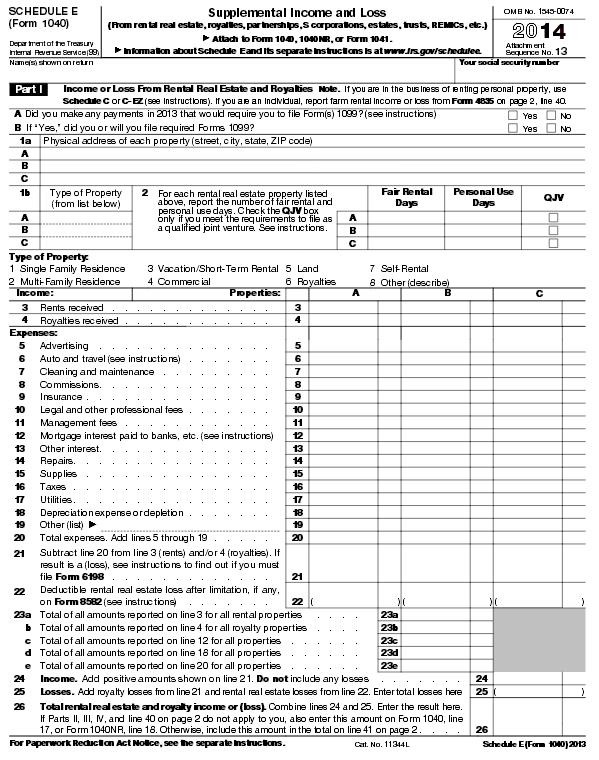 SCHEDULE E
(Form 1040)
Department of the Treasury
Internal Revenue Service (99)
Supplemental Income and Loss
(From rental real estate, royalties, partnerships, S corporations, estates, trusts, REMICs, etc.)
► Attach to Form 1040, 1040NR, or Form 1041.
► Information about Schedule E and its separate instructions is at www.irs.gov/schedulee.
OMB No. 1545-0074
2014
Attachment
Sequence No. 13
Name(s) shown on return
Your social security number
Part I Income or Loss From Rental Real Estate and Royalties Note. If you are in the business of renting personal property, use
Schedule C or C-EZ (see instructions). If you are an individual, report farm rental income or loss from Form 4835 on page 2, line 40.
A Did you make any payments in 2013 that would require you to file Form(s) 1099? (see instructions) Yes No
B If "Yes," did you or will you file required Forms 1099? Yes No
1a Physical address of each property (street, city, state, ZIP code)
A
B
C
1b Type of Property
(from list below)
A
B
C
2 For each rental real estate property listed
above, report the number of fair rental and
personal use days. Check the QJV box
only if you meet the requirements to file as
a qualified joint venture. See instructions.
Fair Rental
Days
Personal Use
Days
QJV
A
B
C
Type of Property:
1 Single Family Residence 3 Vacation/Short-Term Rental 5 Land 7 Self-Rental
2 Multi-Family Residence 4 Commercial 6 Royalties 8 Other (describe)
Income: Properties: A B C
3 Rents received . . . . . . . . . . . . . 3
4 Royalties received . . . . . . . . . . . . 4
Expenses:
5 Advertising . . . . . . . . . . . . . . 5
6 Auto and travel (see instructions) . . . . . . . 6
7 Cleaning and maintenance . . . . . . . . . 7
8 Commissions. . . . . . . . . . . . . . 8
9 Insurance . . . . . . . . . . . . . . . 9
10 Legal and other professional fees . . . . . . . 10
11 Management fees . . . . . . . . . . . . 11
12 Mortgage interest paid to banks, etc. (see instructions) 12
13 Other interest. . . . . . . . . . . . . . 13
14 Repairs. . . . . . . . . . . . . . . . 14
15 Supplies . . . . . . . . . . . . . . . 15
16 Taxes . . . . . . . . . . . . . . . . 16
17 Utilities. . . . . . . . . . . . . . . . 17
18 Depreciation expense or depletion . . . . . . . 18
19 Other (list) ► 19
20 Total expenses. Add lines 5 through 19 . . . . . 20
21 Subtract line 20 from line 3 (rents) and/or 4 (royalties). If
result is a (loss), see instructions to find out if you must
file Form 6198 . . . . . . . . . . . . . 21
22 Deductible rental real estate loss after limitation, if any,
on Form 8582 (see instructions) . . . . . . . 22 ( )( )( )
23a Total of all amounts reported on line 3 for all rental properties . . . . 23a
b Total of all amounts reported on line 4 for all royalty properties . . . . 23b
c Total of all amounts reported on line 12 for all properties . . . . . . 23c
d Total of all amounts reported on line 18 for all properties . . . . . . 23d
e Total of all amounts reported on line 20 for all properties . . . . . . 23e
24 Income. Add positive amounts shown on line 21. Do not include any losses . . . . . . . 24
25 Losses. Add royalty losses from line 21 and rental real estate losses from line 22. Enter total losses here 25 ( )
26 Total rental real estate and royalty income or (loss). Combine lines 24 and 25. Enter the result here.
If Parts II, III, IV, and line 40 on page 2 do not apply to you, also enter this amount on Form 1040, line
17, or Form 1040NR, line 18. Otherwise, include this amount in the total on line 41 on page 2 . . . . 26
For Paperwork Reduction Act Notice, see the separate instructions. Cat. No. 11344L Schedule E (Form 1040) 2013